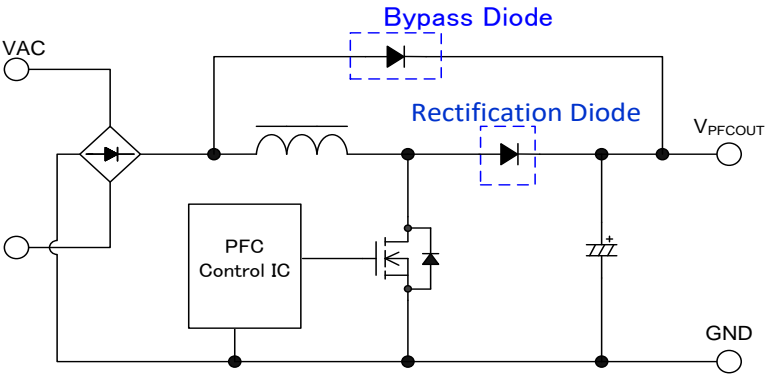 Bypass Diode
VAC
Rectification Diode
VPFCOUT
PFC
Control IC
+
GND